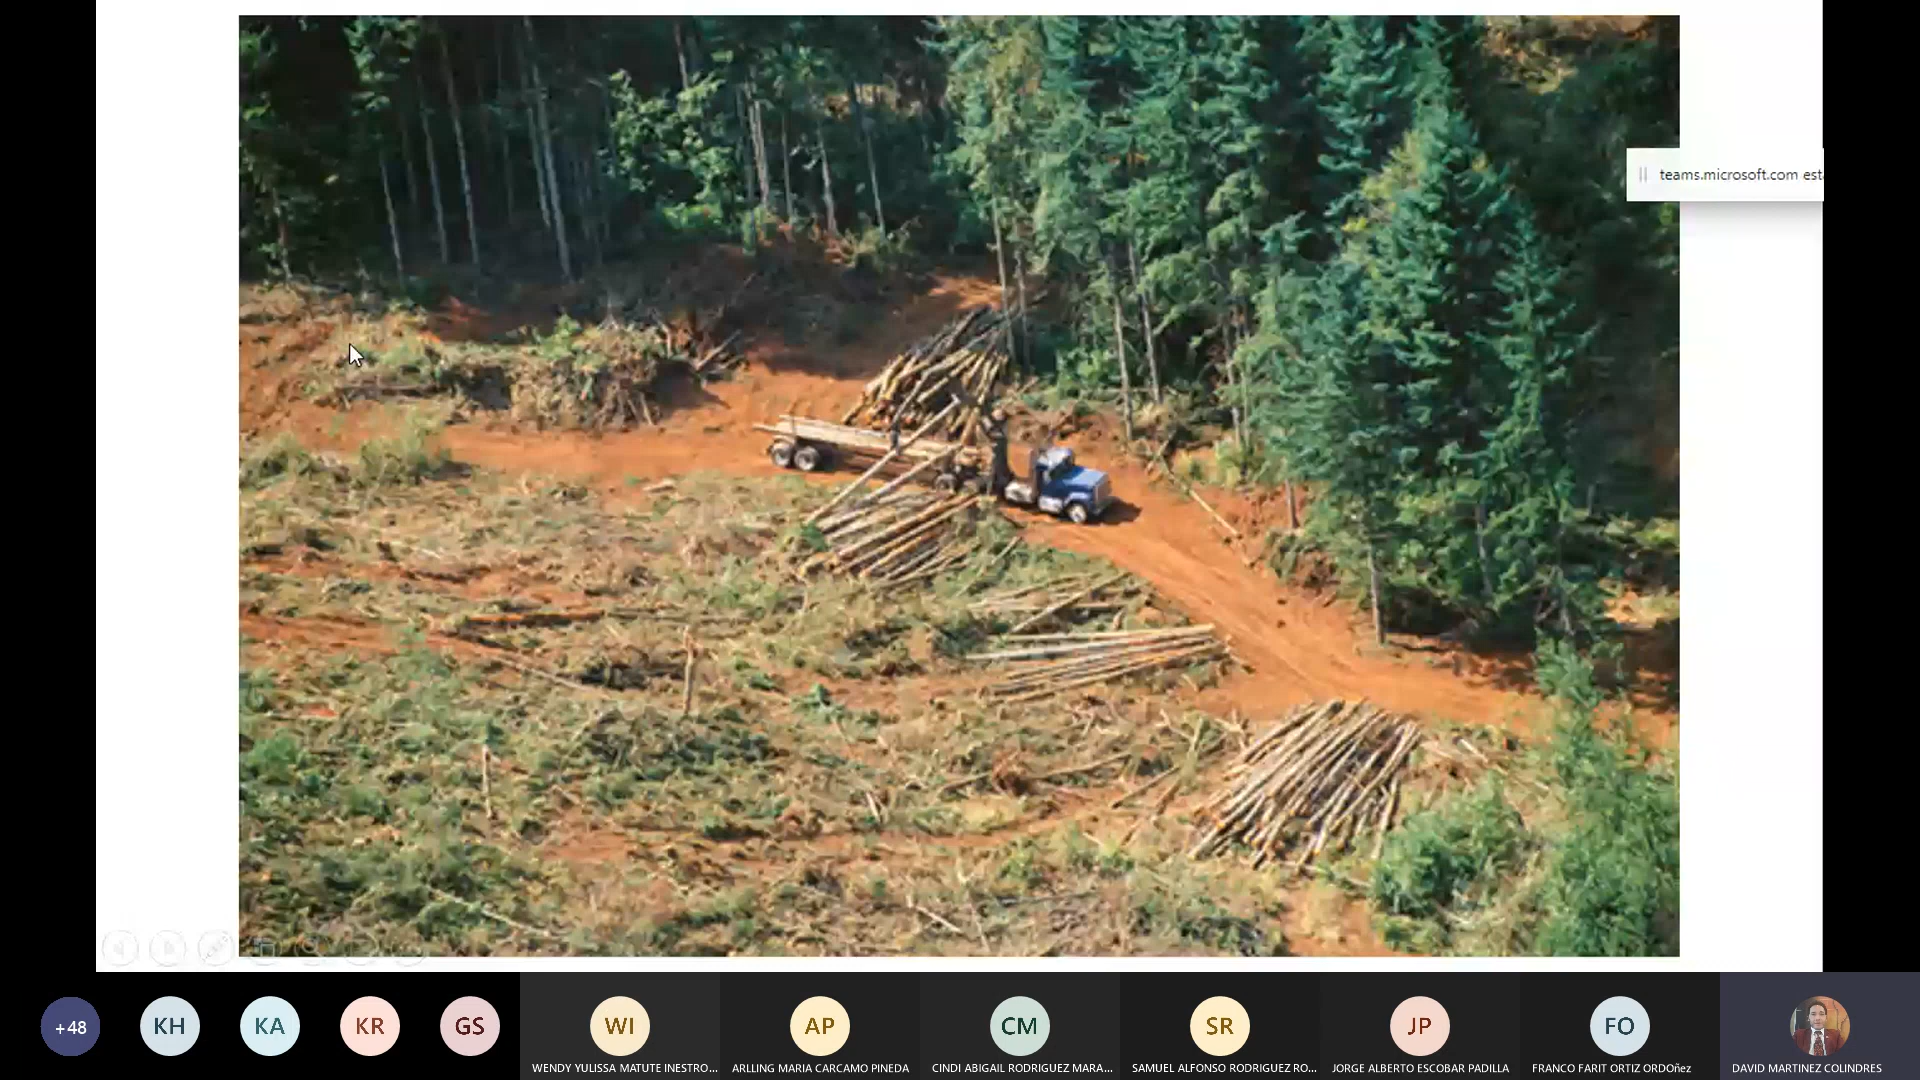 teams.microsoft.com est
+48
KH
KA
KR
GS
WI
AP
CM
SR
JP
FO
WENDY YULISSA MATUTE INESTRO...
ARLLING MARIA CARCAMO PINEDA
CINDI ABIGAIL RODRIGUEZ MARA...
SAMUEL ALFONSO RODRIGUEZ RO...
JORGE ALBERTO ESCOBAR PADILLA
FRANCO FARIT ORTIZ ORDOñez
DAVID MARTINEZ COLINDRES